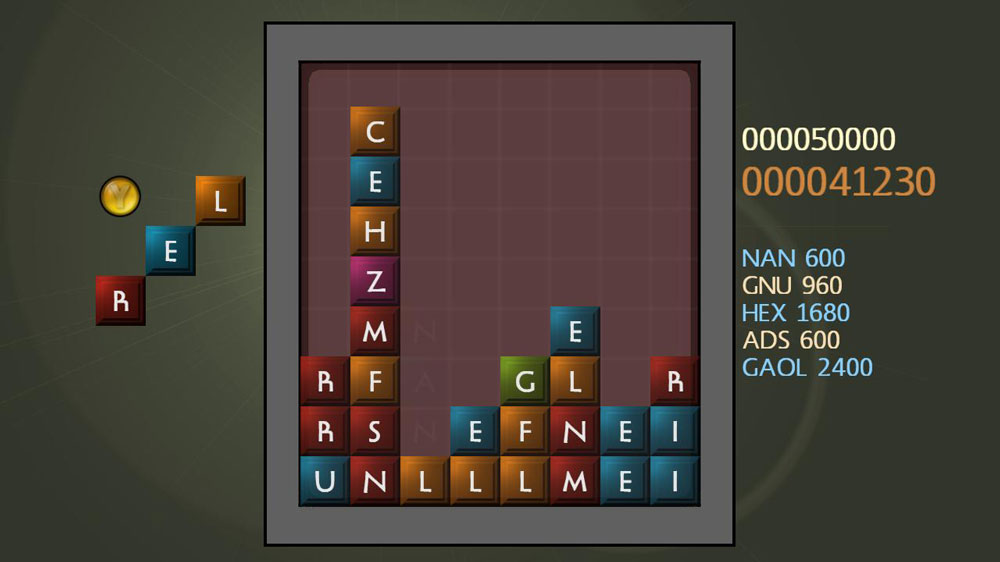 Y
L
E
R
C
E
H
Z
M N E
R F A G L R
R S N E F N E I
U N L L L M E I
000050000
000041230
NAN 600
GNU 960
HEX 1680
ADS 600
GAOL 2400